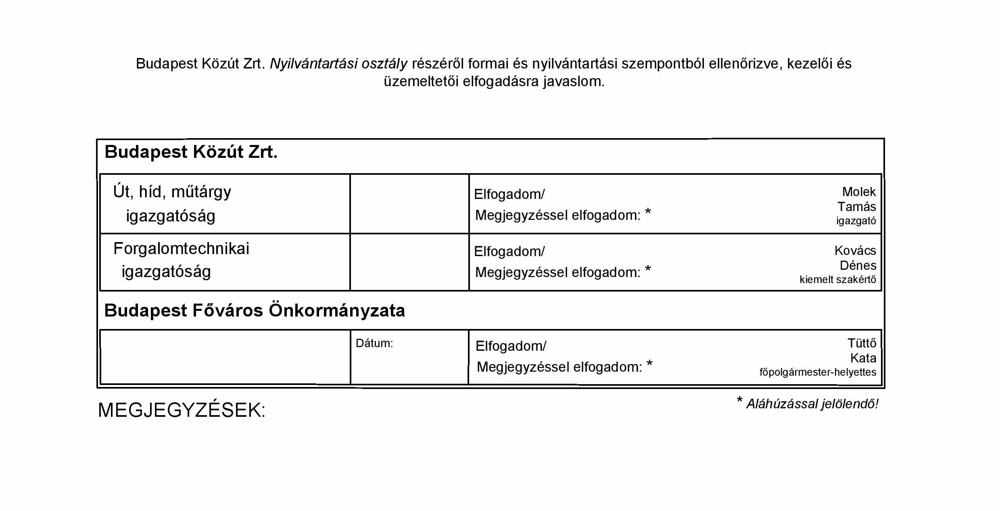 Budapest Közút Zrt. Nyilvántartási osztály részéről formai és nyilvántartási szempontból ellenőrizve, kezelői és
üzemeltetői elfogadásra javaslom.
Budapest Közút Zrt.
Út, híd, műtárgy
igazgatóság
Elfogadom/
Megjegyzéssel elfogadom: *
Molek
Tamás
igazgató
Forgalomtechnikai
igazgatóság
Elfogadom/
Megjegyzéssel elfogadom: *
Kovács
Dénes
kiemelt szakértő
Budapest Főváros Önkormányzata
Dátum:
Elfogadom/
Megjegyzéssel elfogadom: *
Tüttő
Kata
főpolgármester-helyettes
MEGJEGYZÉSEK:
* Aláhúzással jelölendő!